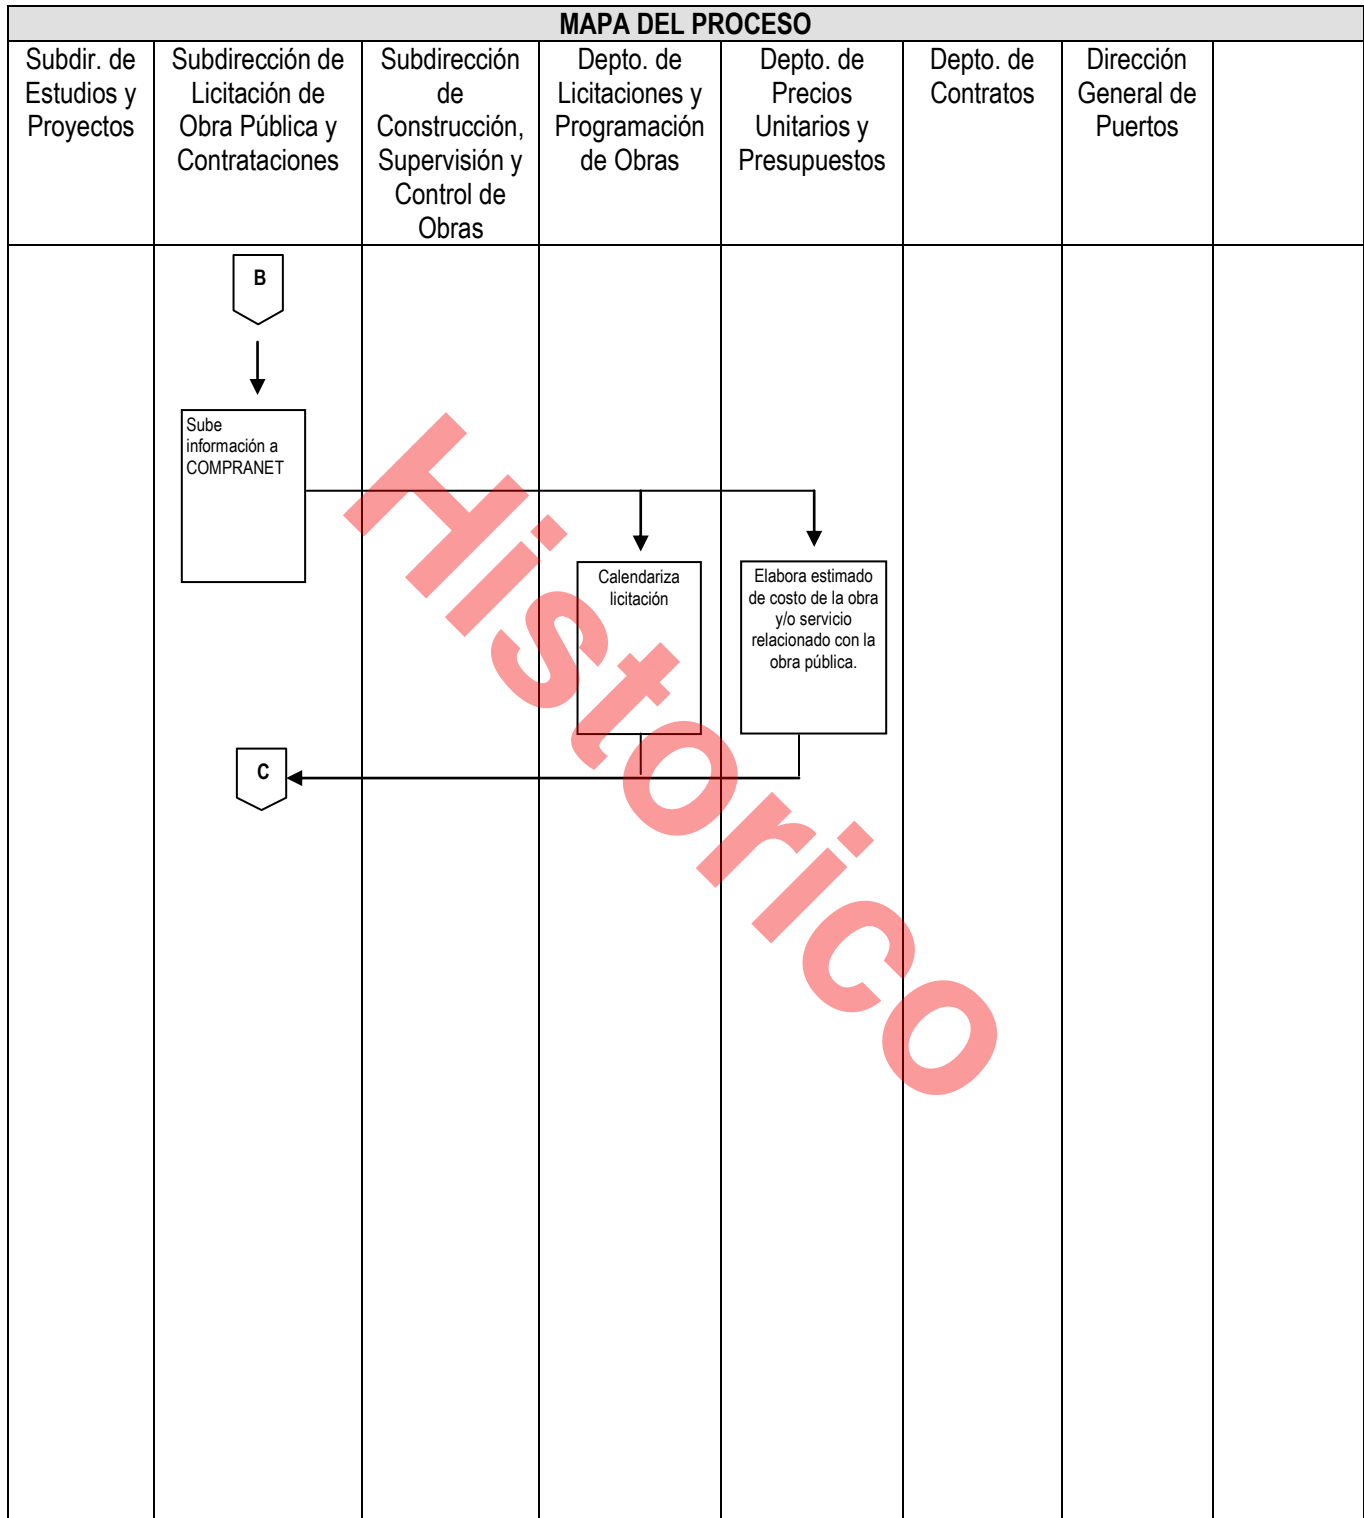 MAPA DEL PROCESO
Subdir. de
Estudios y
Proyectos
Subdirección de
Licitación de
Obra Pública y
Contrataciones
Subdirección
de
Construcción,
Supervisión y
Control de
Obras
Depto. de
Licitaciones y
Programación
de Obras
Depto. de
Precios
Unitarios y
Presupuestos
Depto. de
Contratos
Dirección
General de
Puertos
B
Sube
información a
COMPRANET
Calendariza
licitación
Elabora estimado
de costo de la obra
y/o servicio
relacionado con la
obra pública.
C
Historico